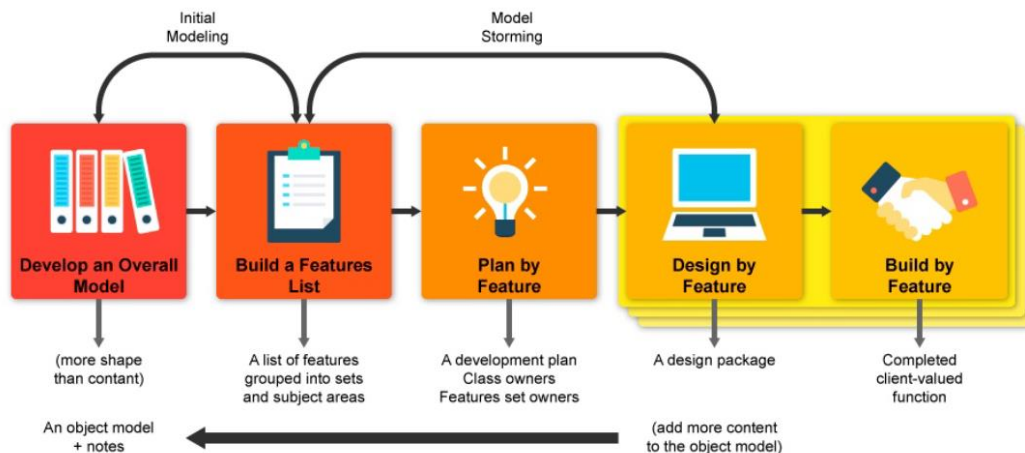 Initial
Modeling
Model
Storming
Develop an Overall
Model
Build a Features
List
Plan by
Feature
Design by
Feature
Build by
Feature
(more shape
than contant)
A list of features
grouped into sets
and subject areas
A development plan
Class owners
Features set owners
A design package
Completed
client-valued
function
An object model
+ notes
(add more content
to the object model)